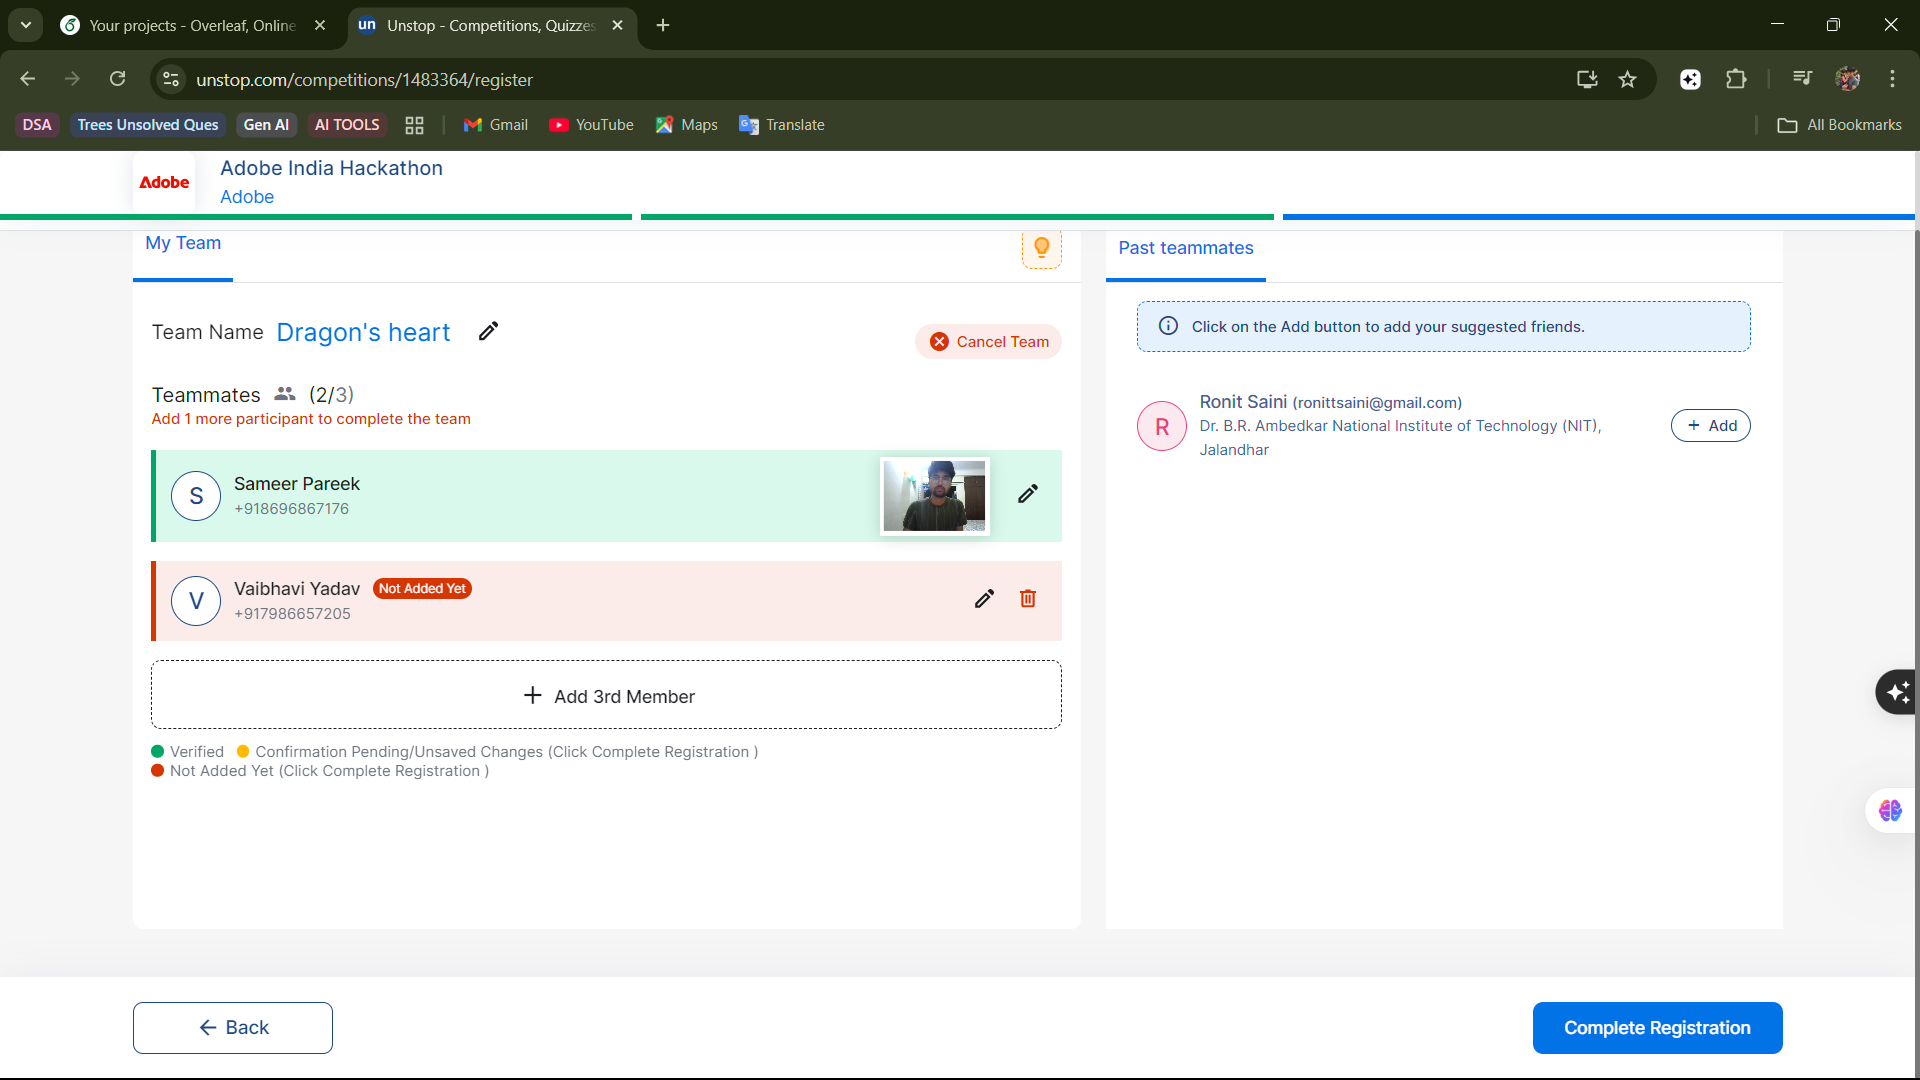 Your projects - Overleaf, Online
Unstop - Competitions, Quizzes
unstop.com/competitions/1483364/register
DSA
Trees Unsolved Ques
Gen AI
AI TOOLS
Gmail
YouTube
Maps
Translate
All Bookmarks
Adobe
Adobe India Hackathon
Adobe
My Team
Team Name Dragon's heart
Cancel Team
Teammates (2/3)
Add 1 more participant to complete the team
S
Sameer Pareek
+918696867176
V
Vaibhavi Yadav Not Added Yet
+917986657205
+ Add 3rd Member
Verified Confirmation Pending/Unsaved Changes (Click Complete Registration )
Not Added Yet (Click Complete Registration )
Past teammates
Click on the Add button to add your suggested friends.
R
Ronit Saini (ronittsaini@gmail.com)
Dr. B.R. Ambedkar National Institute of Technology (NIT),
Jalandhar
+ Add
Back
Complete Registration